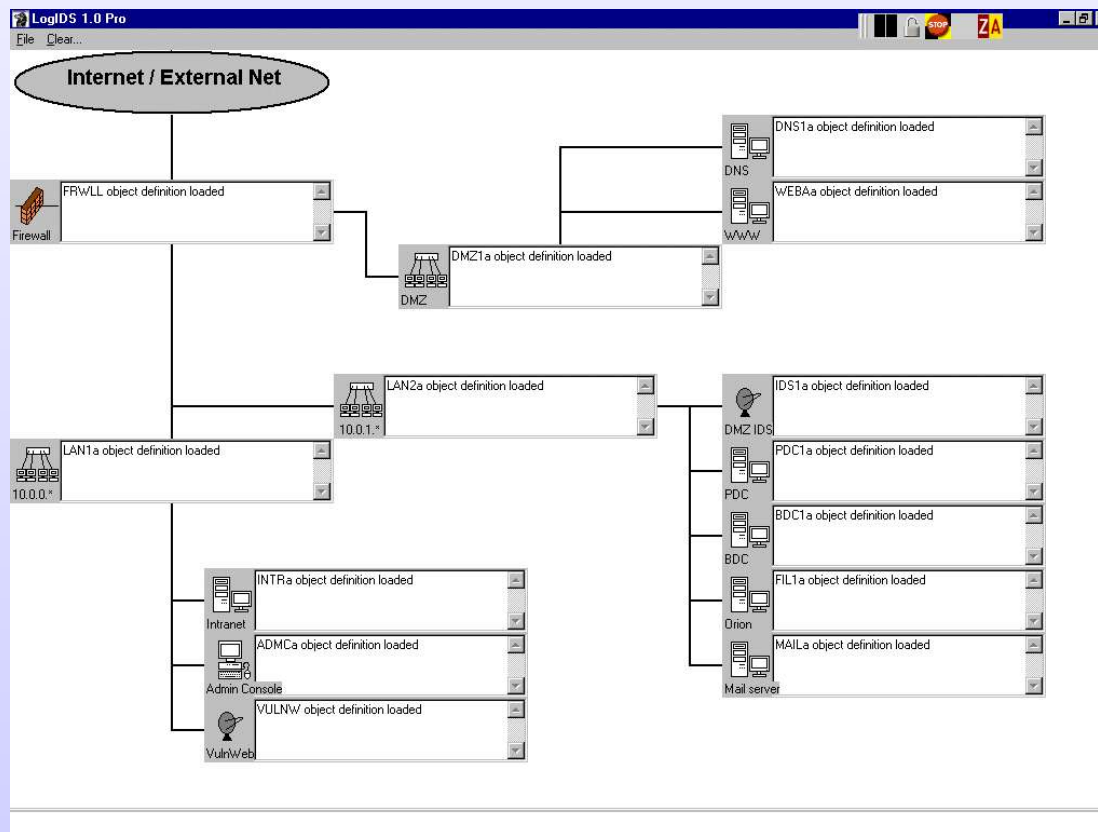 LogIDS 1.0 Pro
File Clear...
STOP
ZA
Internet / External Net
DNS1a object definition loaded
DNS
WEBAa object definition loaded
WWW
FRWLL object definition loaded
Firewall
DMZ1a object definition loaded
DMZ
LAN2a object definition loaded
10.0.1.*
IDS1a object definition loaded
DMZ IDS
LAN1a object definition loaded
10.0.0.*
PDC1a object definition loaded
PDC
BDC1a object definition loaded
BDC
INTRa object definition loaded
Intranet
FIL1a object definition loaded
Orion
ADMCa object definition loaded
Admin Console
MAILa object definition loaded
Mail server
VULNW object definition loaded
VulnWeb